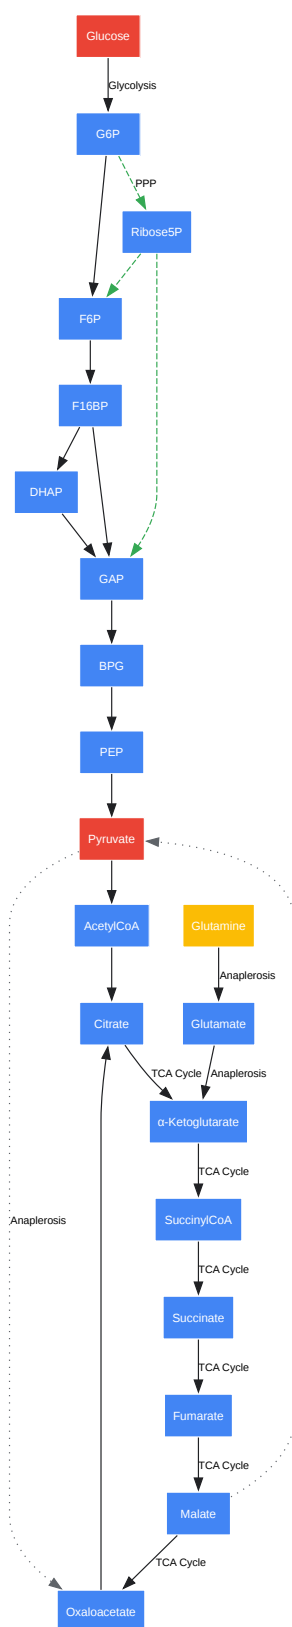 Glucose
Glycolysis
G6P
PPP
Ribose5P
F6P
F16BP
DHAP
GAP
BPG
PEP
Pyruvate
AcetylCoA
Glutamine
Anaplerosis
Citrate
Glutamate
TCA Cycle
Anaplerosis
α-Ketoglutarate
TCA Cycle
SuccinylCoA
Anaplerosis
TCA Cycle
Succinate
TCA Cycle
Fumarate
TCA Cycle
Malate
TCA Cycle
Oxaloacetate